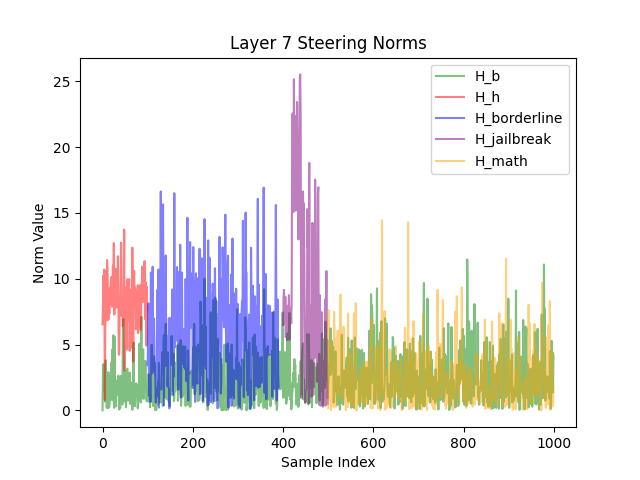 Layer 7 Steering Norms
H_b
H_h
H_borderline
H_jailbreak
H_math
Norm Value
25
20
15
10
5
0
0 200 400 600 800 1000
Sample Index